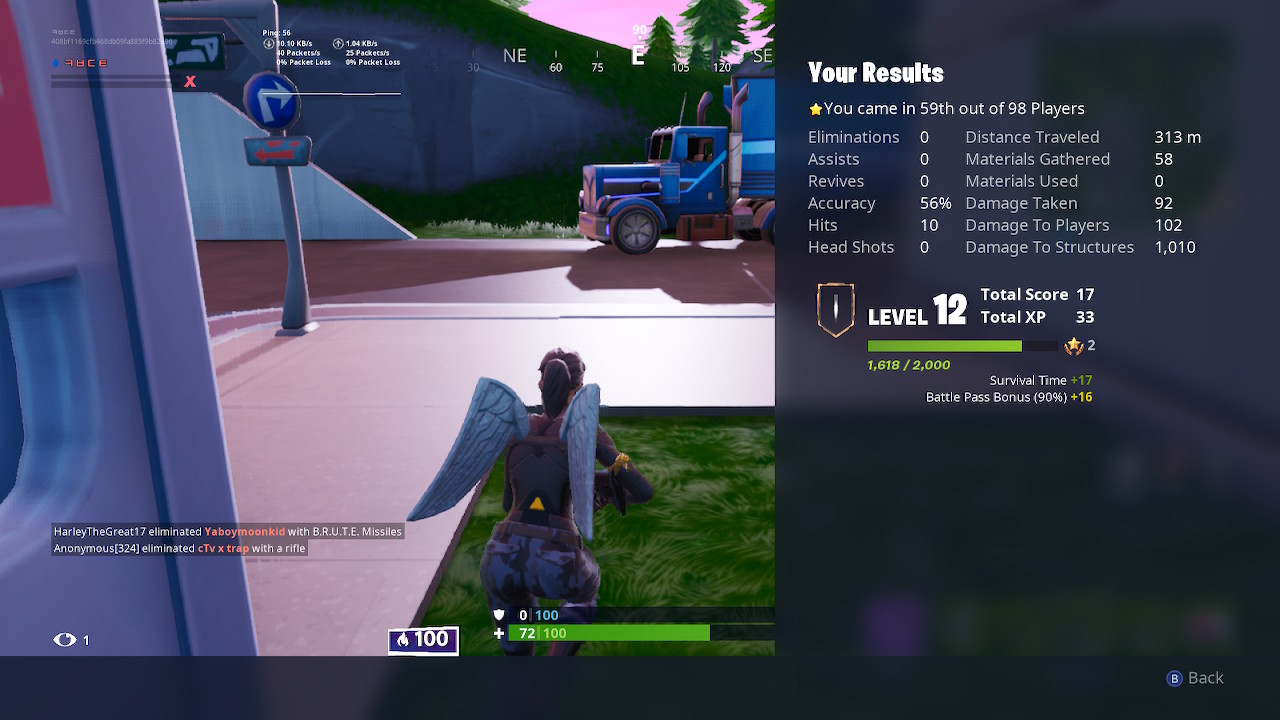 Ping: 56
10.10 KB/s 1.04 KB/s
40 Packets/s 25 Packets/s
0% Packet Loss 0% Packet Loss
X
90
NE E SE
30 60 75 105 120
Your Results
You came in 59th out of 98 Players
Eliminations 0 Distance Traveled 313 m
Assists 0 Materials Gathered 58
Revives 0 Materials Used 0
Accuracy 56% Damage Taken 92
Hits 10 Damage To Players 102
Head Shots 0 Damage To Structures 1,010
LEVEL 12
Total Score 17
Total XP 33
2
1,618 / 2,000
Survival Time +17
Battle Pass Bonus (90%) +16
HarleyTheGreat17 eliminated Yaboymoonkid with B.R.U.T.E. Missiles
Anonymous[324] eliminated cTv x trap with a rifle
0 100
72 100
1
100
B Back